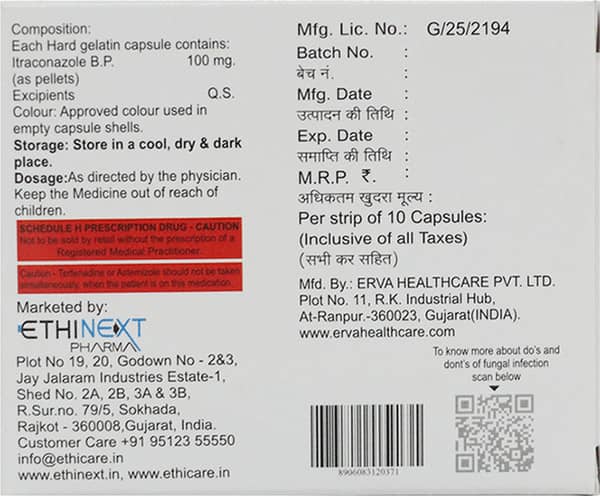 Composition:
Each Hard gelatin capsule contains:
Itraconazole B.P. 100 mg.
(as pellets)
Excipients Q.S.
Colour: Approved colour used in
empty capsule shells.
Storage: Store in a cool, dry & dark
place.
Dosage:As directed by the physician.
Keep the Medicine out of reach of
children.
SCHEDULE H PRESCRIPTION DRUG - CAUTION
Not to be sold by retail without the prescription of a
Registered Medical Practitioner.
Caution - Terfenadine or Astemizole should not be taken
simultaneously, when the patient is on this medication.
Marketed by:
ETHINEXT
PHARMA
Plot No 19, 20, Godown No - 2&3,
Jay Jalaram Industries Estate-1,
Shed No. 2A, 2B, 3A & 3B,
R.Sur.no. 79/5, Sokhada,
Rajkot - 360008,Gujarat, India.
Customer Care +91 95123 55550
info@ethicare.in
www.ethinext.in, www.ethicare.in
Mfg. Lic. No.: G/25/2194
Batch No. :
बेच नं. :
Mfg. Date :
उत्पादन की तिथि :
Exp. Date :
समाप्ति की तिथि :
M.R.P. ₹. :
अधिकतम खुदरा मूल्य :
Per strip of 10 Capsules:
(Inclusive of all Taxes)
(सभी कर सहित)
Mfd. By.: ERVA HEALTHCARE PVT. LTD.
Plot No. 11, R.K. Industrial Hub,
At-Ranpur.-360023, Gujarat(INDIA).
www.ervahealthcare.com
To know more about do's and
dont's of fungal infection
scan below
8906083120371